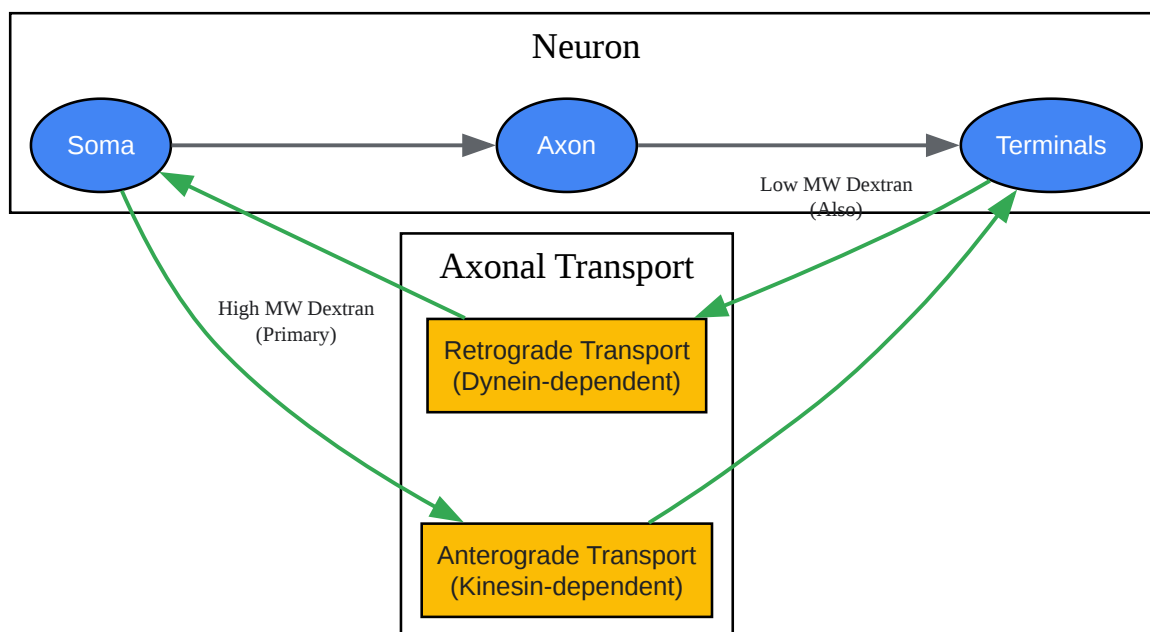 Neuron
Soma
Axon
Terminals
Low MW Dextran
(Also)
Axonal Transport
High MW Dextran
(Primary)
Retrograde Transport
(Dynein-dependent)
Anterograde Transport
(Kinesin-dependent)